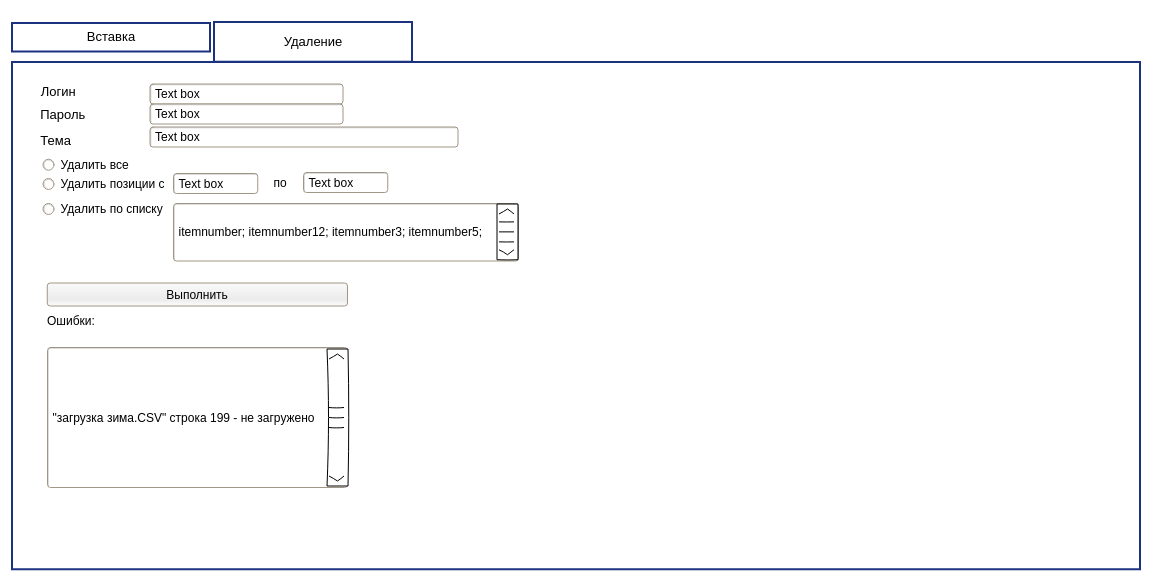 Вставка
Удаление
Логин Text box
Пароль Text box
Тема Text box
Удалить все
Удалить позиции с Text box по Text box
Удалить по списку
itemnumber; itemnumber12; itemnumber3; itemnumber5;
Выполнить
Ошибки:
"загрузка зима.CSV" строка 199 - не загружено